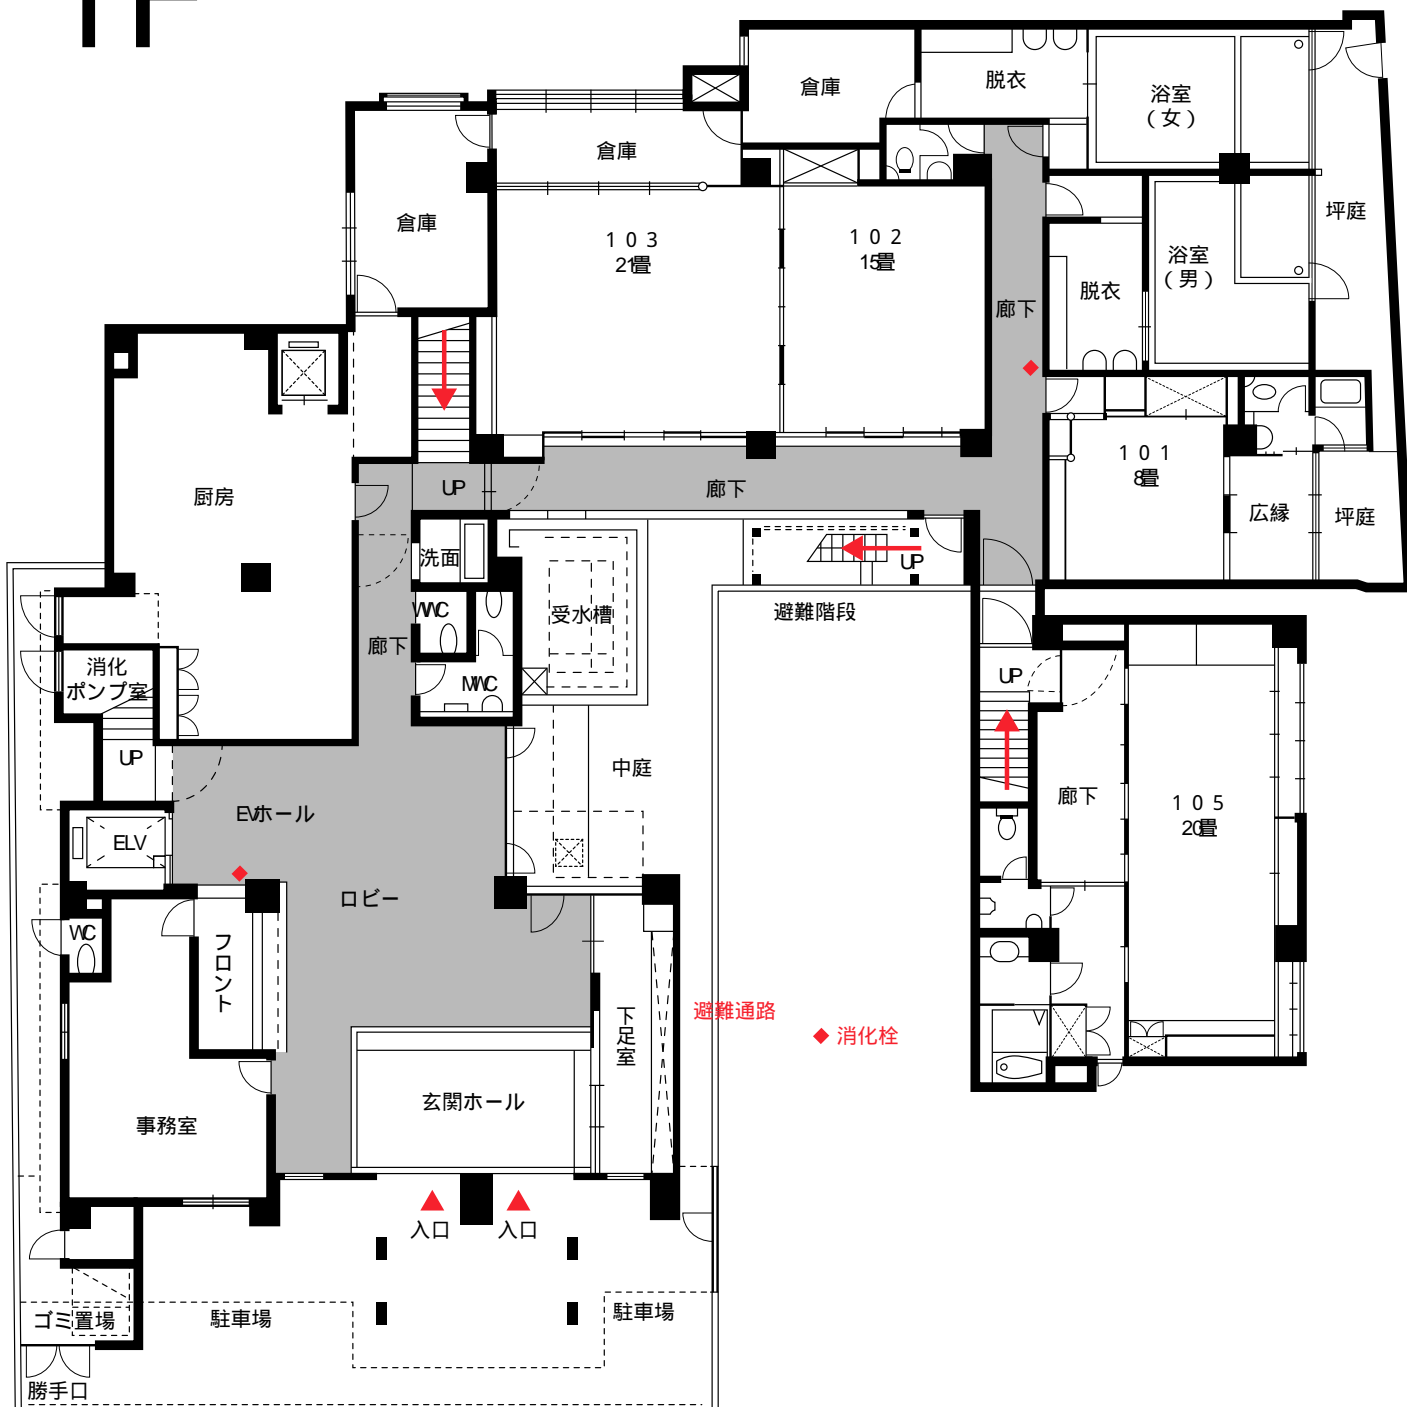 倉庫
脱衣
浴室
（女）
倉庫
倉庫
坪庭
103
21畳
102
15畳
浴室
（男）
脱衣
廊下
101
8畳
厨房
UP
廊下
広縁
坪庭
洗面
UP
避難階段
WWC
受水槽
廊下
消化
ポンプ室
MWC
UP
UP
中庭
廊下
105
20畳
EVホール
ELV
ロビー
WC
フロント
下足室
避難通路
消化栓
玄関ホール
事務室
入口
入口
ゴミ置場
駐車場
駐車場
勝手口